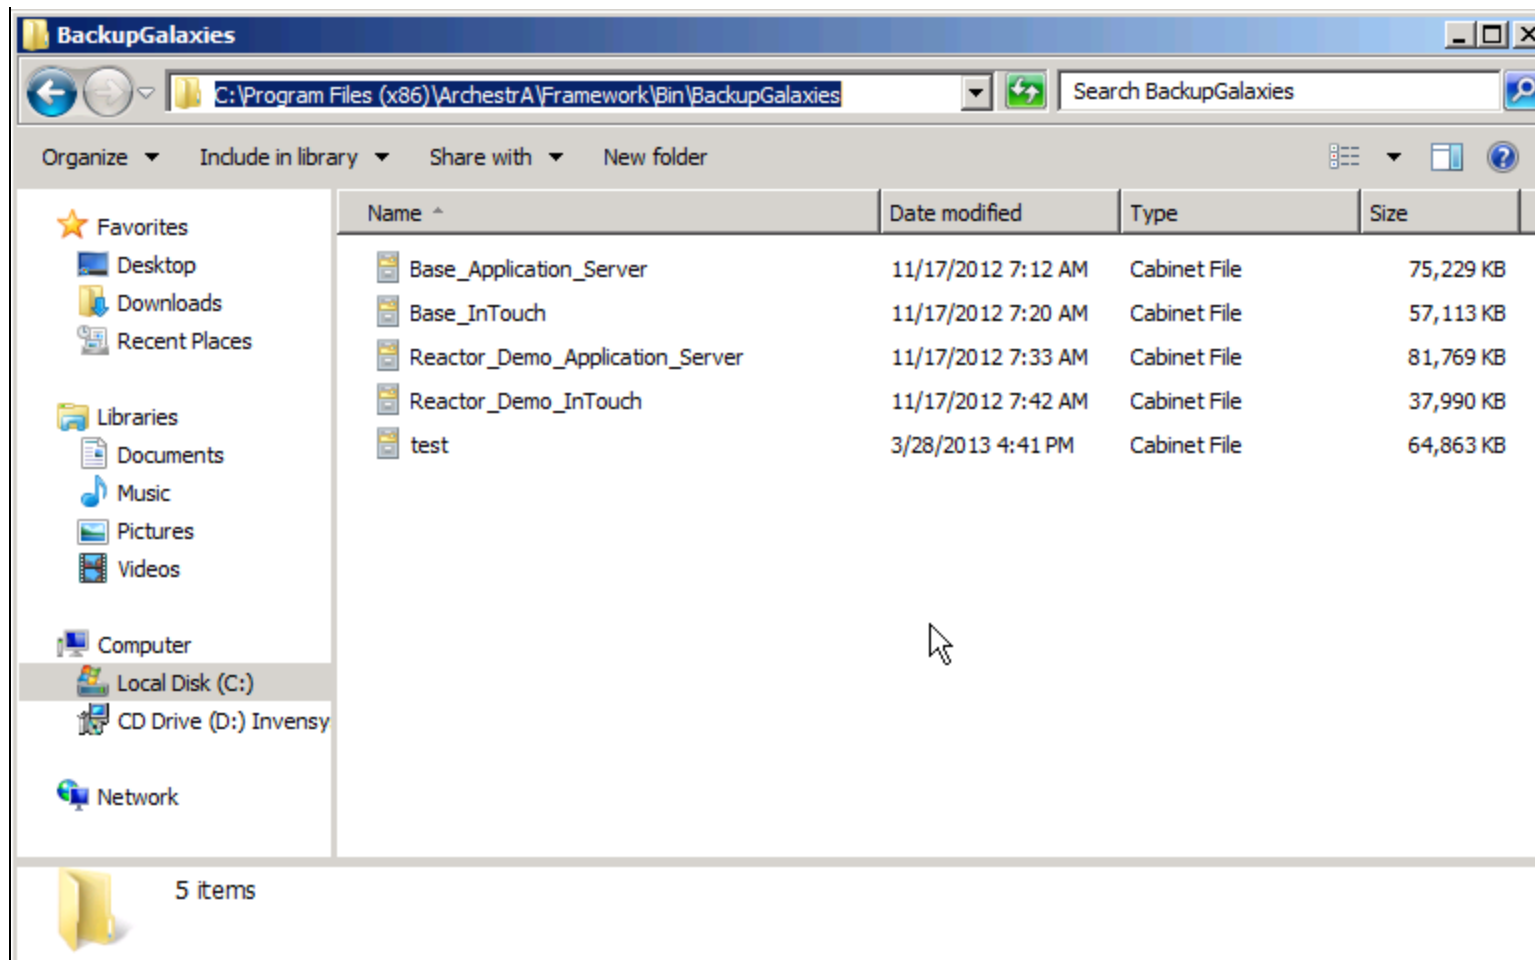 BackupGalaxies
C:\Program Files (x86)\ArchestrA\Framework\Bin\BackupGalaxies
Search BackupGalaxies
Organize Include in library Share with New folder
Name Date modified Type Size
Favorites
Desktop
Downloads
Recent Places
Libraries
Documents
Music
Pictures
Videos
Computer
Local Disk (C:)
CD Drive (D:) Invensy
Network
Base_Application_Server 11/17/2012 7:12 AM Cabinet File 75,229 KB
Base_InTouch 11/17/2012 7:20 AM Cabinet File 57,113 KB
Reactor_Demo_Application_Server 11/17/2012 7:33 AM Cabinet File 81,769 KB
Reactor_Demo_InTouch 11/17/2012 7:42 AM Cabinet File 37,990 KB
test 3/28/2013 4:41 PM Cabinet File 64,863 KB
5 items